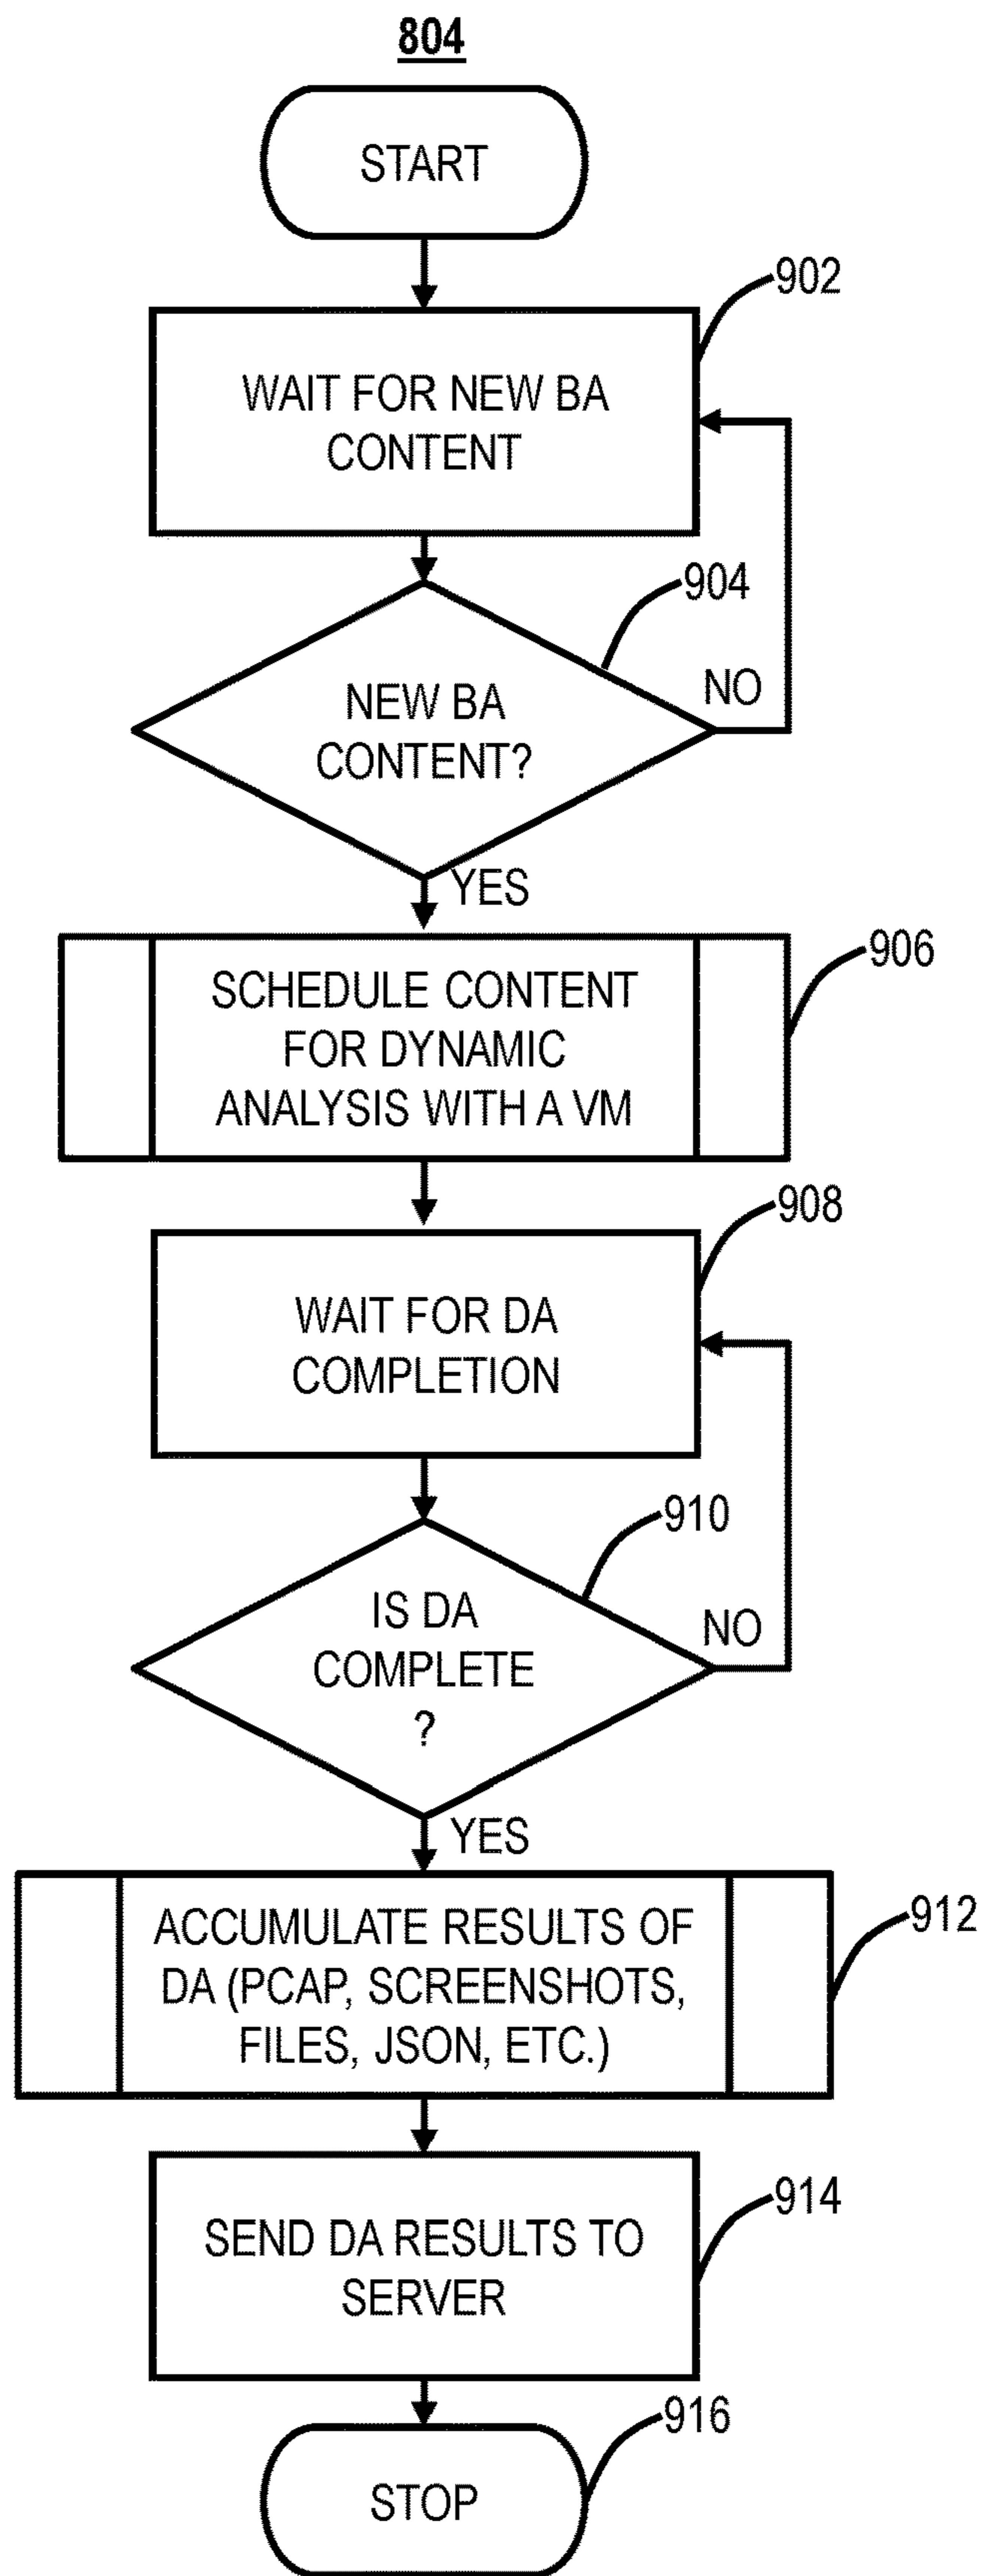 804
START
902
WAIT FOR NEW BA
CONTENT
904
NO
NEW BA
CONTENT?
YES
906
SCHEDULE CONTENT
FOR DYNAMIC
ANALYSIS WITH A VM
908
WAIT FOR DA
COMPLETION
910
NO
IS DA
COMPLETE
?
YES
912
ACCUMULATE RESULTS OF
DA (PCAP, SCREENSHOTS,
FILES, JSON, ETC.)
914
SEND DA RESULTS TO
SERVER
916
STOP